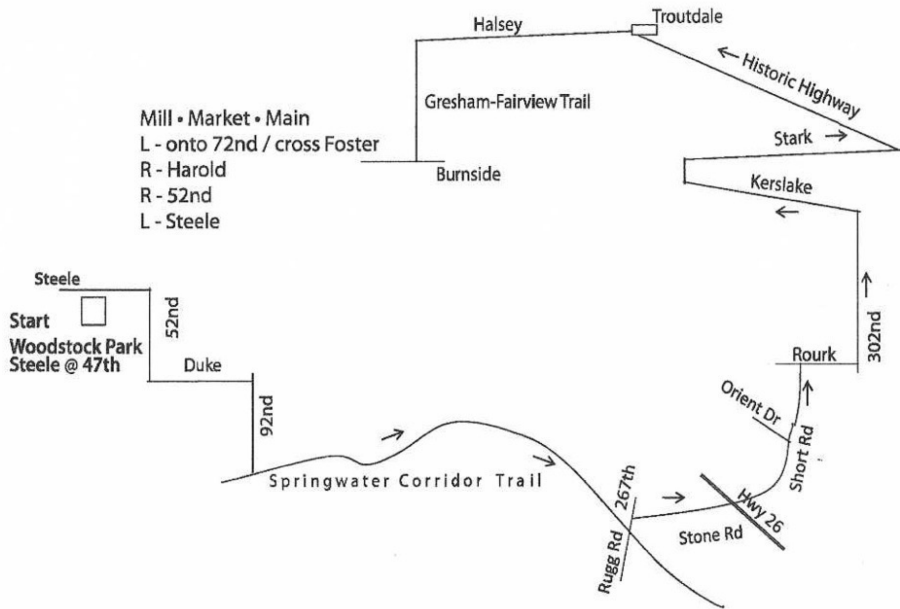 Troutdale
Halsey
Historic Highway
Gresham-Fairview Trail
Mill • Market • Main
L - onto 72nd / cross Foster
R - Harold
R - 52nd
L - Steele
Burnside
Stark
Kerslake
Steele
Start
Woodstock Park
Steele @ 47th
52nd
Duke
92nd
302nd
Rourk
Orient Dr
Short Rd
Springwater Corridor Trail
267th
Rugg Rd
Hwy 26
Stone Rd